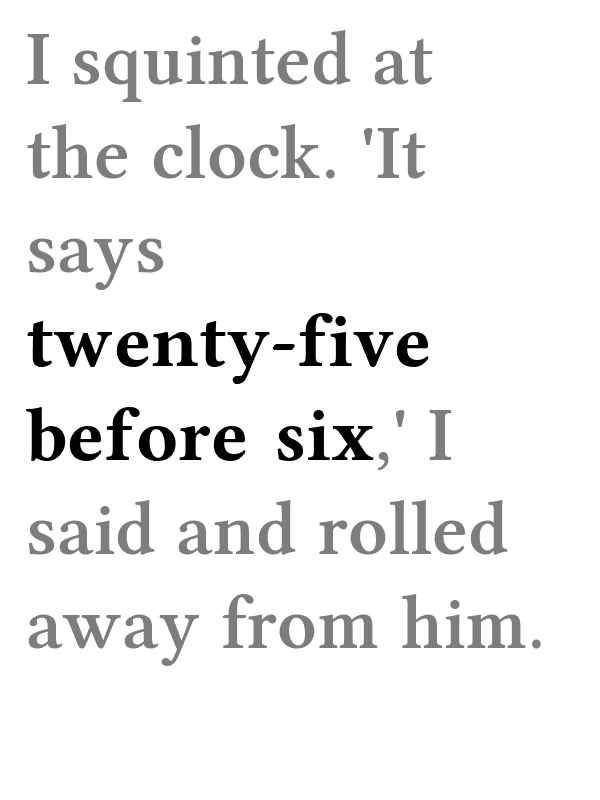 I squinted at
the clock. 'It
says
twenty-five
before six,' I
said and rolled
away from him.